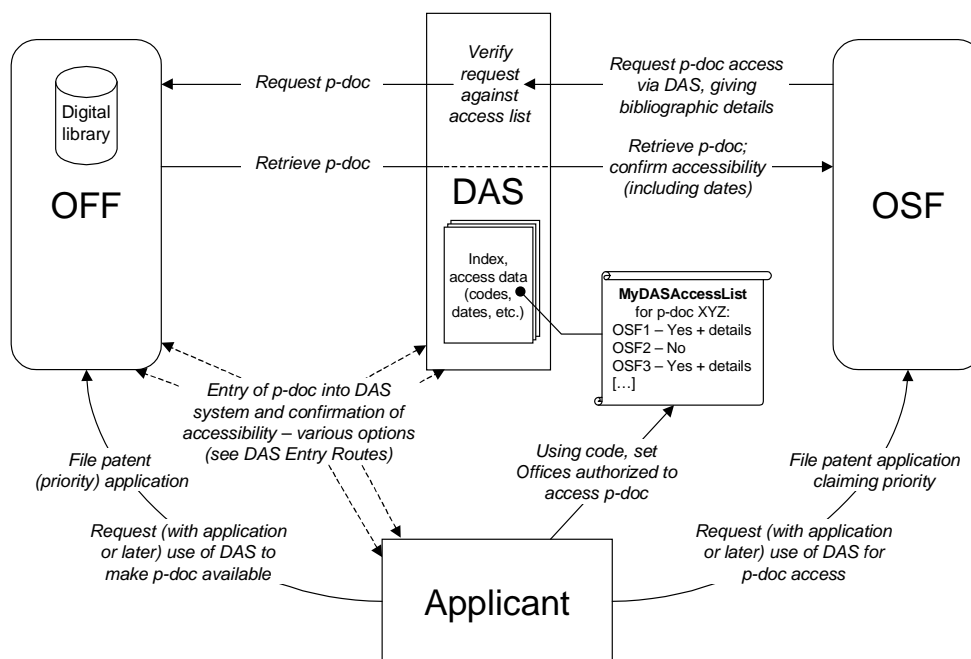 Digital
library
OFF
Request p-doc
Retrieve p-doc
Verify
request
against
access list
DAS
Index,
access data
(codes,
dates, etc.)
Request p-doc access
via DAS, giving
bibliographic details
Retrieve p-doc;
confirm accessibility
(including dates)
OSF
MyDASAccessList
for p-doc XYZ:
OSF1 – Yes + details
OSF2 – No
OSF3 – Yes + details
[…]
Entry of p-doc into DAS
system and confirmation of
accessibility – various options
(see DAS Entry Routes)
File patent
(priority) application
Request (with application
or later) use of DAS to
make p-doc available
Using code, set
Offices authorized to
access p-doc
File patent application
claiming priority
Request (with application
or later) use of DAS for
p-doc access
Applicant